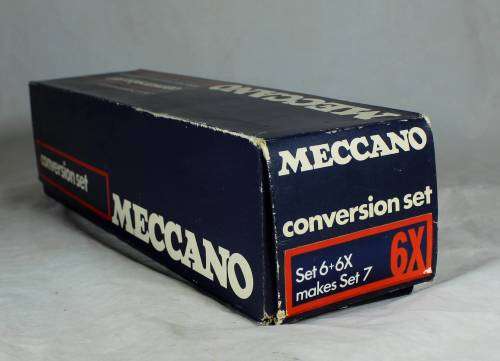 MECCANO
conversion set
MECCANO
MECCANO
conversion set
Set 6+6X
makes Set 7
6X